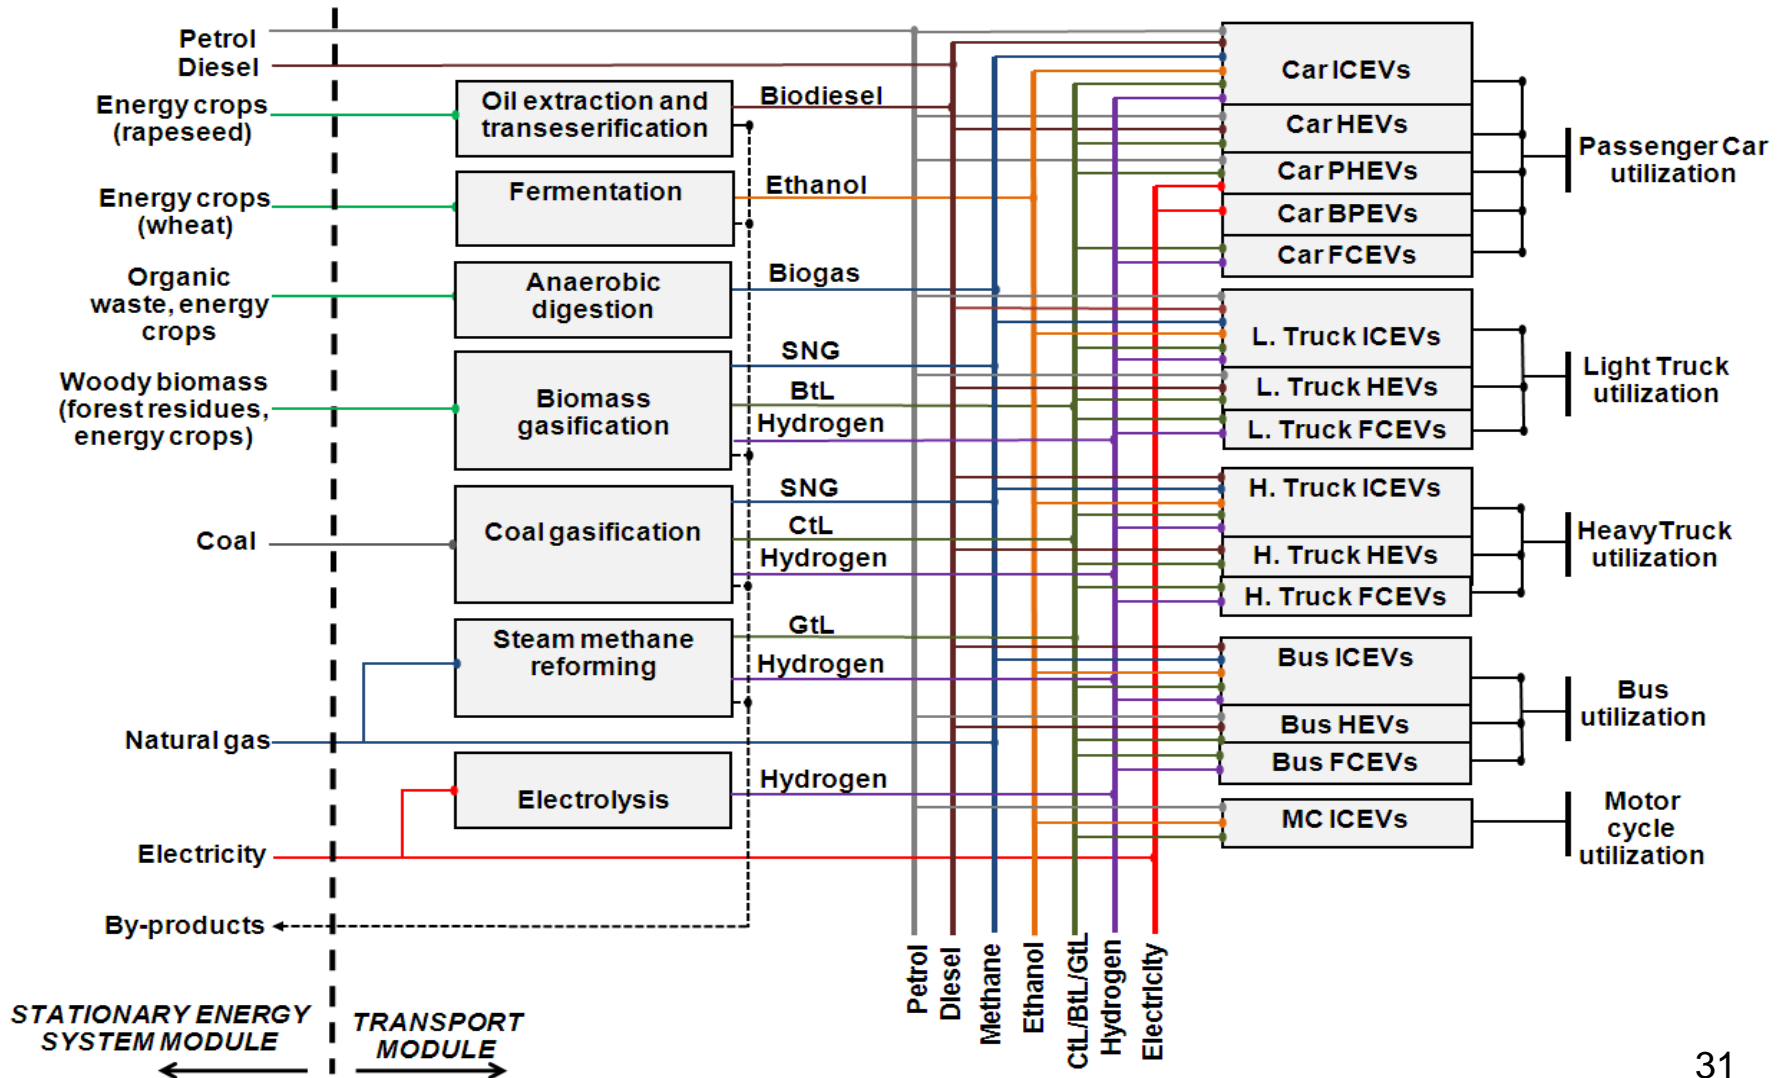 Petrol
Diesel
Energy crops
(rapeseed)
Energy crops
(wheat)
Organic
waste, energy
crops
Woody biomass
(forest residues,
energy crops)
Coal
Natural gas
Electricity
By-products
Oil extraction and
transeserification
Fermentation
Anaerobic
digestion
Biomass
gasification
Coal gasification
Steam methane
reforming
Electrolysis
Biodiesel
Ethanol
Biogas
SNG
BtL
Hydrogen
SNG
CtL
Hydrogen
GtL
Hydrogen
Hydrogen
Car ICEVs
Car HEVs
Car PHEVs
Car BPEVs
Car FCEVs
L. Truck ICEVs
L. Truck HEVs
L. Truck FCEVs
H. Truck ICEVs
H. Truck HEVs
H. Truck FCEVs
Bus ICEVs
Bus HEVs
Bus FCEVs
MC ICEVs
Passenger Car
utilization
Light Truck
utilization
Heavy Truck
utilization
Bus
utilization
Motor
cycle
utilization
Petrol
Diesel
Methane
Ethanol
CtL/BtL/GtL
Hydrogen
Electricity
STATIONARY ENERGY
SYSTEM MODULE
TRANSPORT
MODULE
31